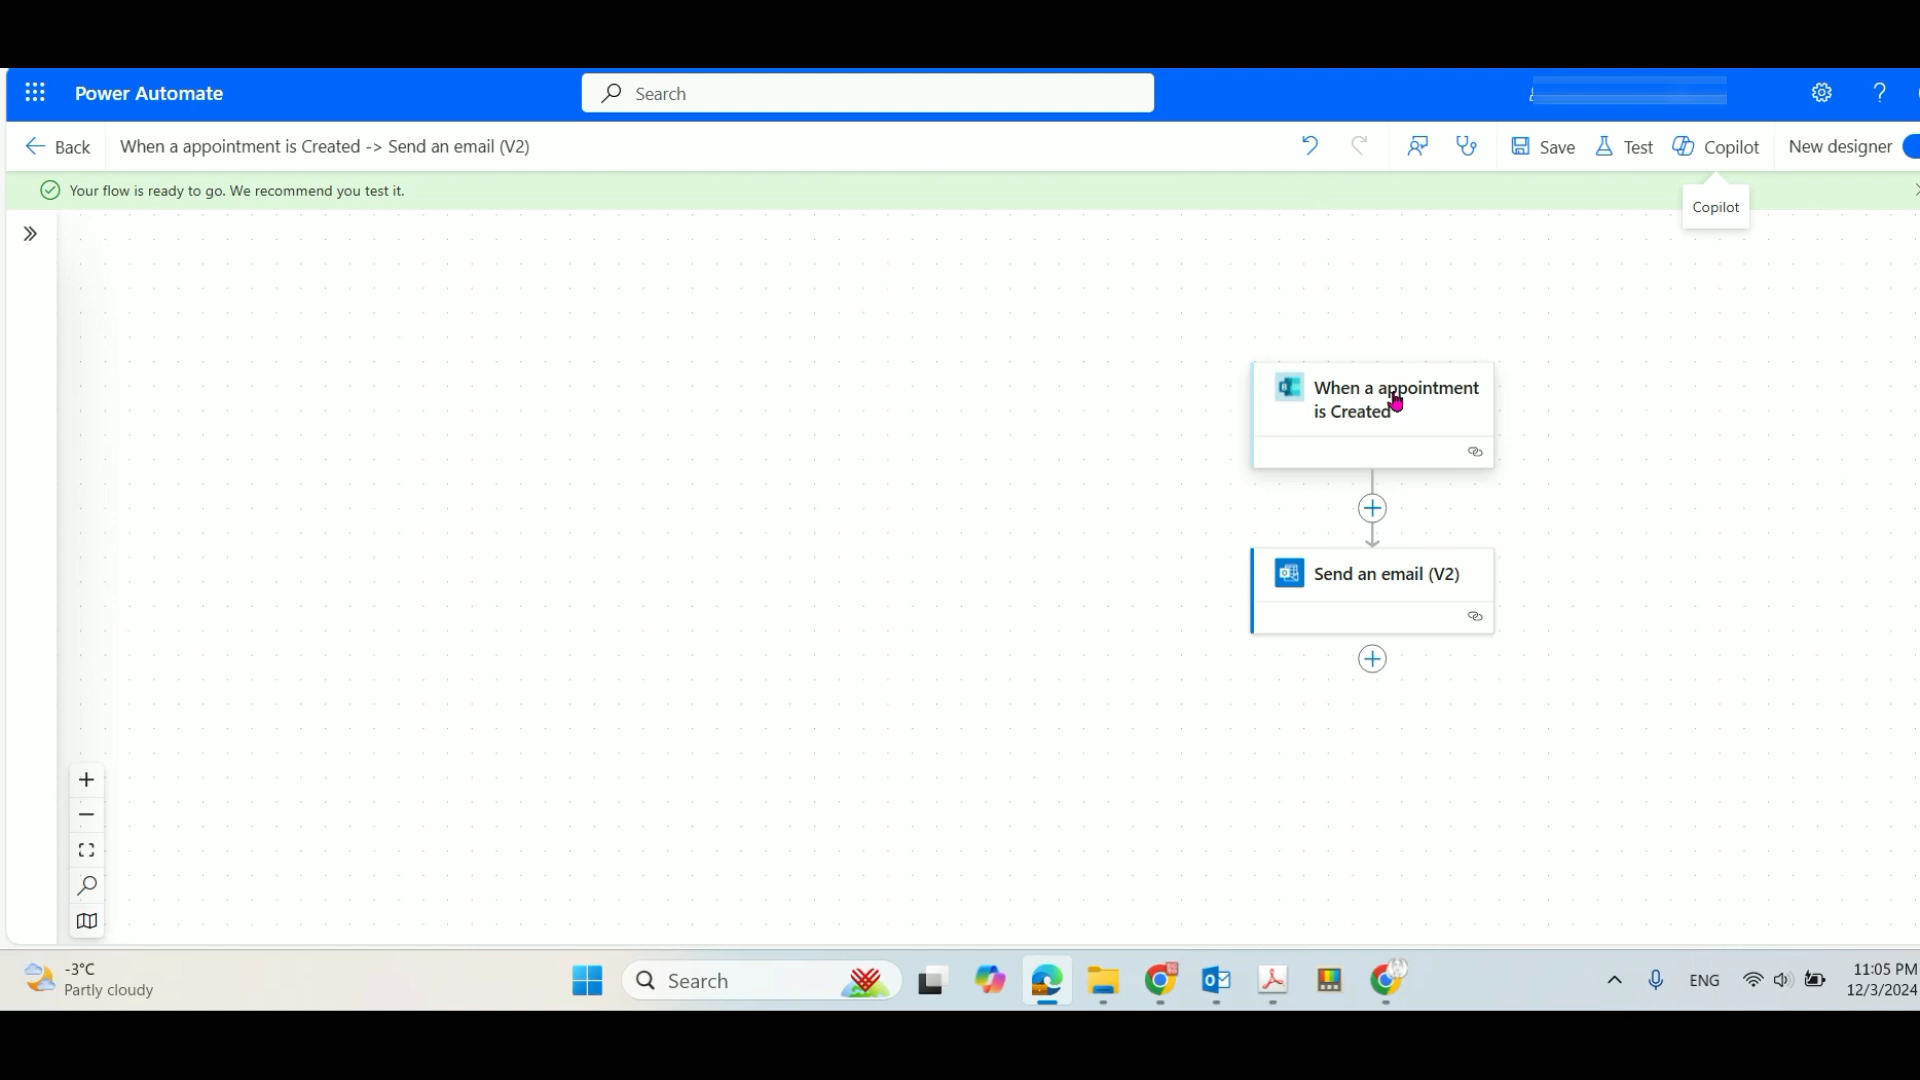 Power Automate
Search
?
Back
When a appointment is Created -> Send an email (V2)
Save
Test
Copilot
New designer
Your flow is ready to go. We recommend you test it.
Copilot
When a appointment
is Created
Send an email (V2)
-3°C
Partly cloudy
Search
ENG
11:05 PM
12/3/2024